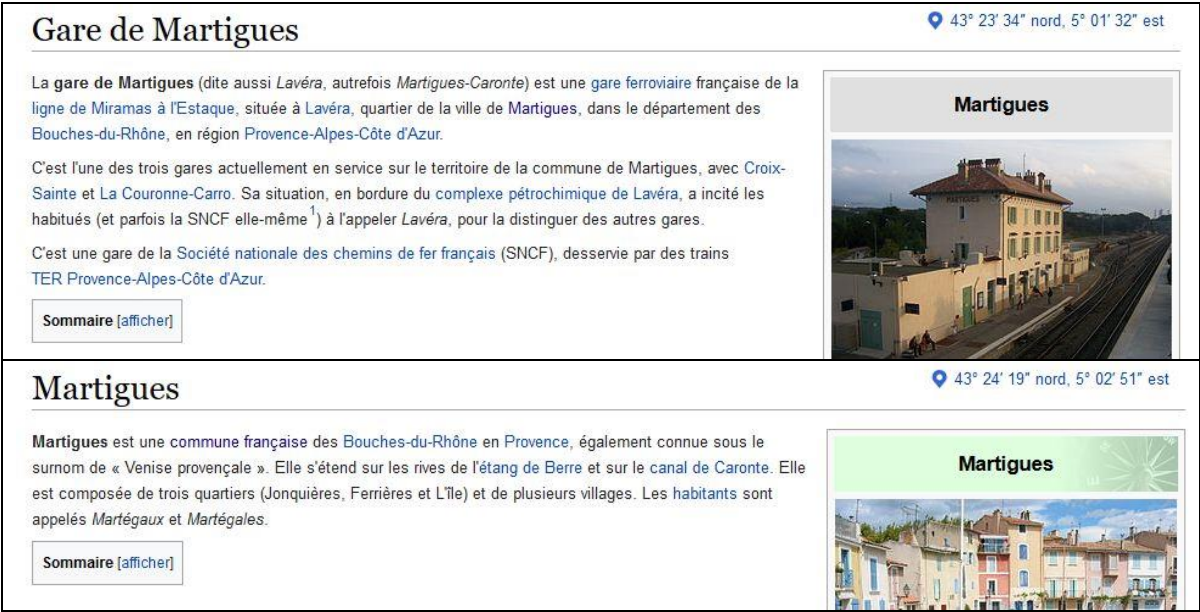 Gare de Martigues
43° 23′ 34″ nord, 5° 01′ 32″ est
La gare de Martigues (dite aussi Lavéra, autrefois Martigues-Caronte) est une gare ferroviaire française de la
ligne de Miramas à l'Estaque, située à Lavéra, quartier de la ville de Martigues, dans le département des
Bouches-du-Rhône, en région Provence-Alpes-Côte d'Azur.
C'est l'une des trois gares actuellement en service sur le territoire de la commune de Martigues, avec Croix-
Sainte et La Couronne-Carro. Sa situation, en bordure du complexe pétrochimique de Lavéra, a incité les
habitués (et parfois la SNCF elle-même1) à l'appeler Lavéra, pour la distinguer des autres gares.
C'est une gare de la Société nationale des chemins de fer français (SNCF), desservie par des trains
TER Provence-Alpes-Côte d'Azur.
Sommaire [afficher]
Martigues
MARTIGUES
Martigues
43° 24′ 19″ nord, 5° 02′ 51″ est
Martigues est une commune française des Bouches-du-Rhône en Provence, également connue sous le
surnom de « Venise provençale ». Elle s'étend sur les rives de l'étang de Berre et sur le canal de Caronte. Elle
est composée de trois quartiers (Jonquières, Ferrières et L'île) et de plusieurs villages. Les habitants sont
appelés Martégaux et Martégales.
Sommaire [afficher]
Martigues